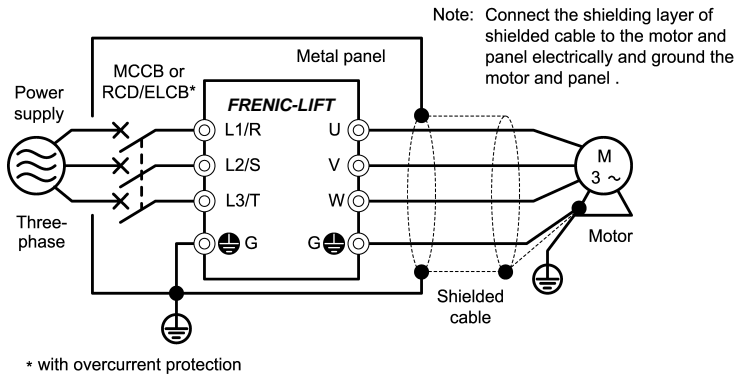 Note: Connect the shielding layer of
shielded cable to the motor and
panel electrically and ground the
motor and panel .
Metal panel
MCCB or
RCD/ELCB*
Power
supply
FRENIC-LIFT
L1/R
U
L2/S
V
L3/T
W
G
G
M
3 ~
Three-
phase
Motor
Shielded
cable
* with overcurrent protection